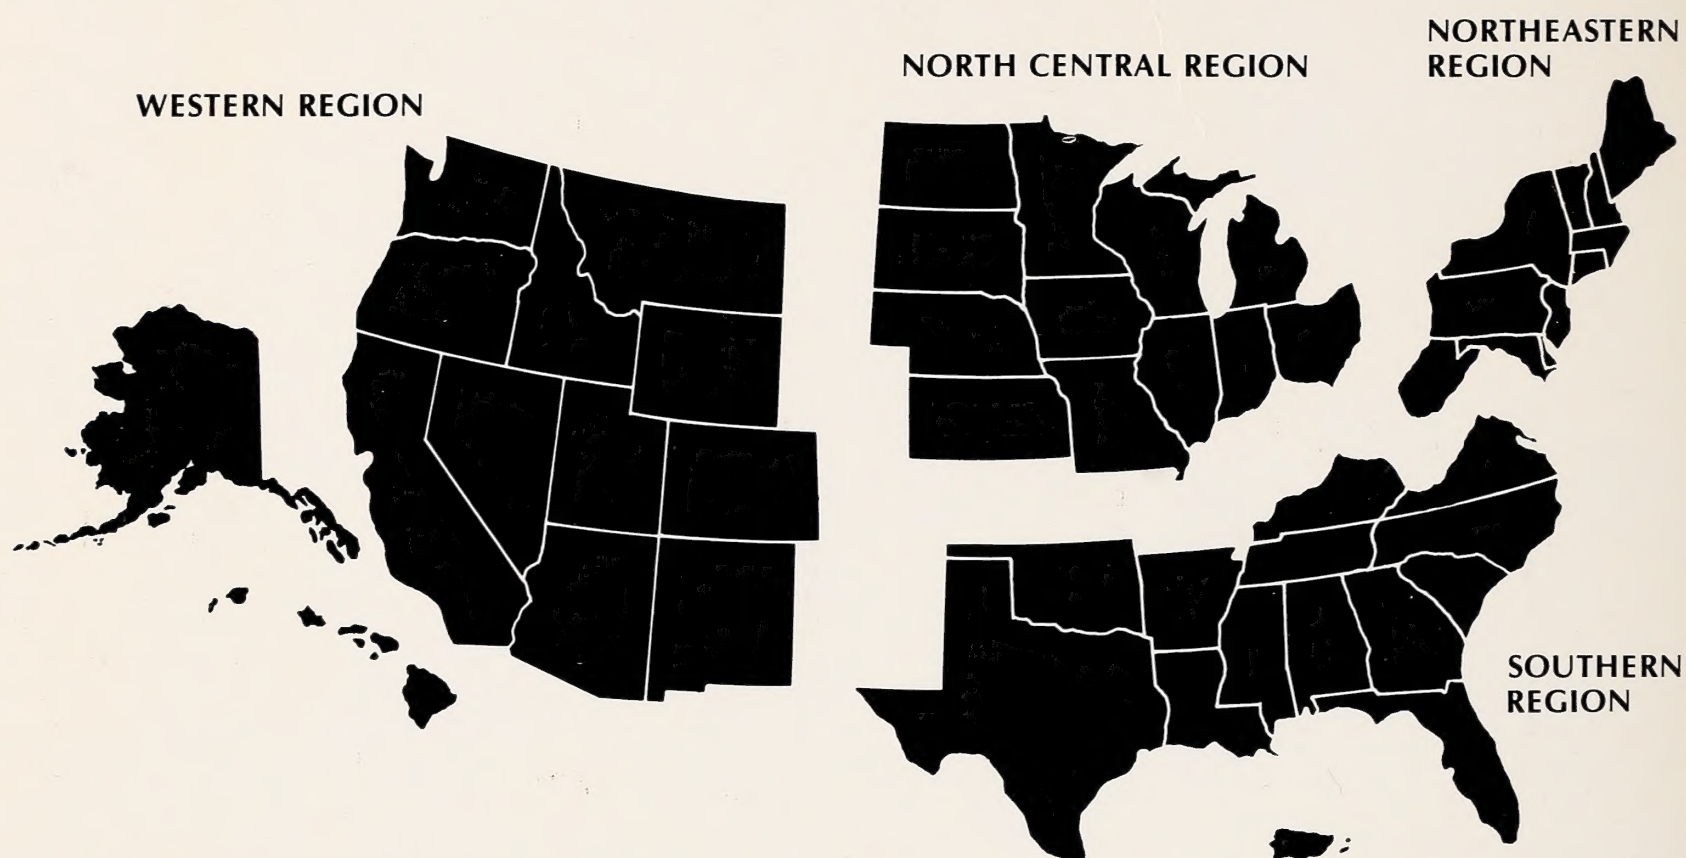 WESTERN REGION
NORTH CENTRAL REGION
NORTHEASTERN
REGION
SOUTHERN
REGION